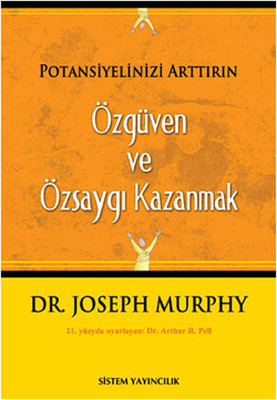 POTANSİYELİNİZİ ARTTIRIN
Özgüven
ve
Özsaygı Kazanmak
DR. JOSEPH MURPHY
21. yüzyıla uyarlayan: Dr. Arthur R. Pell
SİSTEM YAYINCILIK